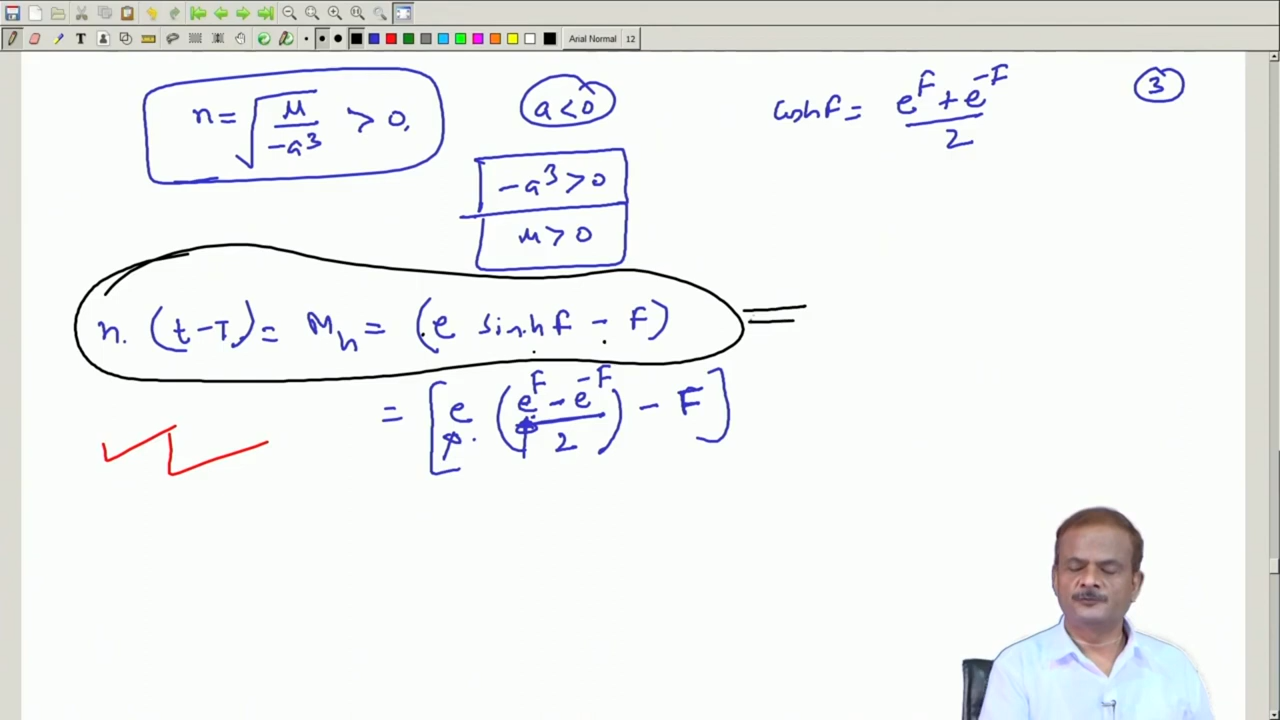 Arial Normal 12
n = √(μ / -a³) > 0,
a < 0
cosh F = (e^F + e^-F) / 2
3
-a³ > 0
μ > 0
n. (t - T) = M_h = (e sinh F - F)
= [e ((e^F - e^-F) / 2) - F]